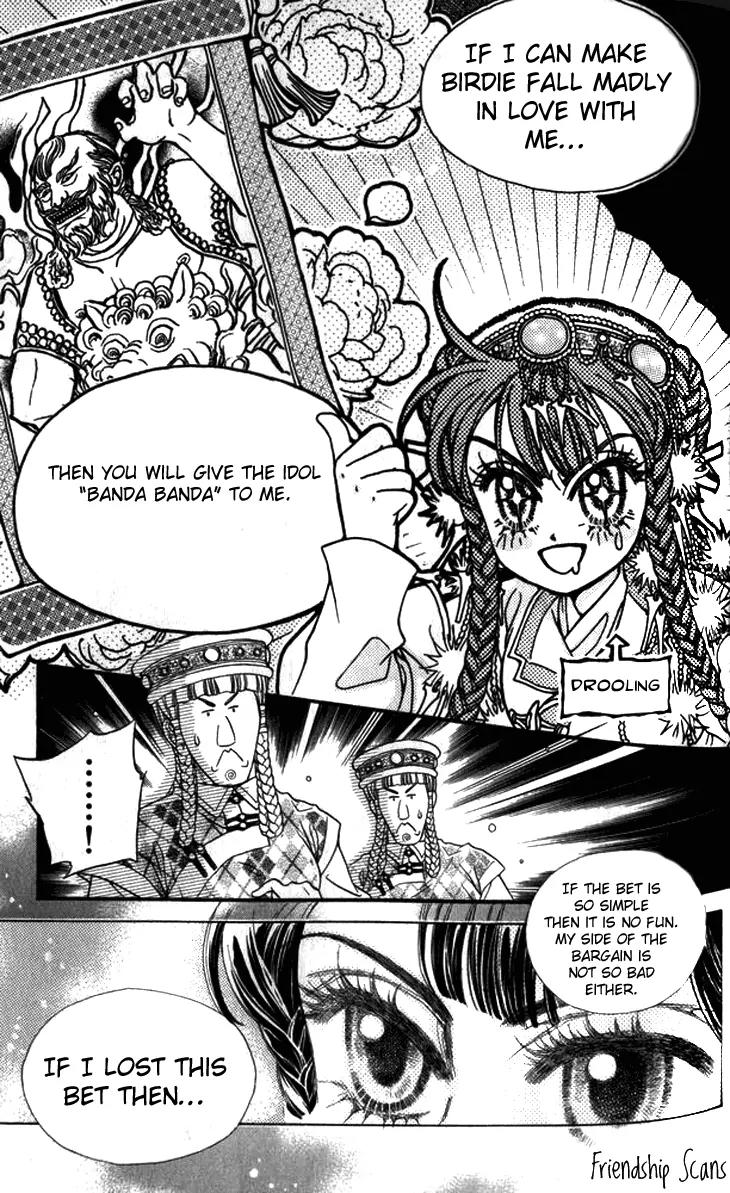 IF I CAN MAKE
BIRDIE FALL MADLY
IN LOVE WITH
ME...
THEN YOU WILL GIVE THE IDOL
"BANDA BANDA" TO ME.
DROOLING
......!
IF THE BET IS
SO SIMPLE
THEN IT IS NO FUN.
MY SIDE OF THE
BARGAIN IS
NOT SO BAD
EITHER.
IF I LOST THIS
BET THEN...
Friendship Scans